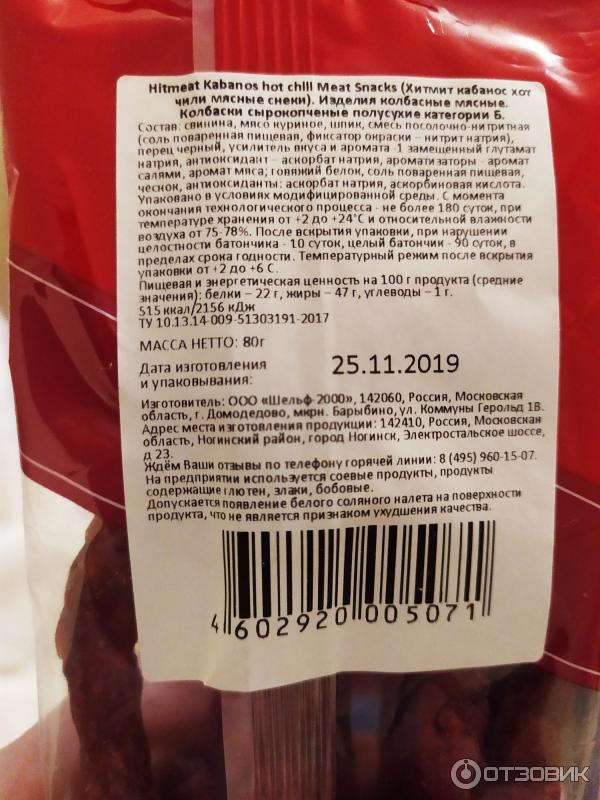 Hitmeat Kabanos hot chili Meat Snacks (Хитмит кабанос хот
чили мясные снеки). Изделия колбасные мясные.
Колбаски сырокопченые полусухие категории Б.
Состав: свинина, мясо куриное, шпик, смесь посолочно-нитритная
(соль поваренная пищевая, фиксатор окраски – нитрит натрия),
перец черный, усилитель вкуса и аромата -1 замещенный глутамат
натрия, антиоксидант – аскорбат натрия, ароматизаторы - аромат
салями, аромат мяса; говяжий белок, соль поваренная пищевая,
чеснок, антиоксиданты: аскорбат натрия, аскорбиновая кислота.
Упаковано в условиях модифицированной среды. С момента
окончания технологического процесса - не более 180 суток, при
температуре хранения от +2 до +24°С и относительной влажности
воздуха от 75-78%. После вскрытия упаковки, при нарушении
целостности батончика - 10 суток, целый батончик - 90 суток, в
пределах срока годности. Температурный режим после вскрытия
упаковки от +2 до +6 С.
Пищевая и энергетическая ценность на 100 г продукта (средние
значения): белки – 22 г, жиры – 47 г, углеводы – 1 г.
515 ккал/2156 кДж
ТУ 10.13.14-009-51303191-2017
МАССА НЕТТО: 80г
Дата изготовления
и упаковывания: 25.11.2019
Изготовитель: ООО «Шельф-2000», 142060, Россия, Московская
область, г. Домодедово, мкрн. Барыбино, ул. Коммуны Герольд 1В.
Адрес места изготовления продукции: 142410, Россия, Московская
область, Ногинский район, город Ногинск, Электростальское шоссе,
д 23.
Ждём Ваши отзывы по телефону горячей линии: 8 (495) 960-15-07.
На предприятии используется соевые продукты, продукты
содержащие глютен, злаки, бобовые.
Допускается появление белого соляного налета на поверхности
продукта, что не является признаком ухудшения качества.
4 602920 005071
ОТЗОВИК